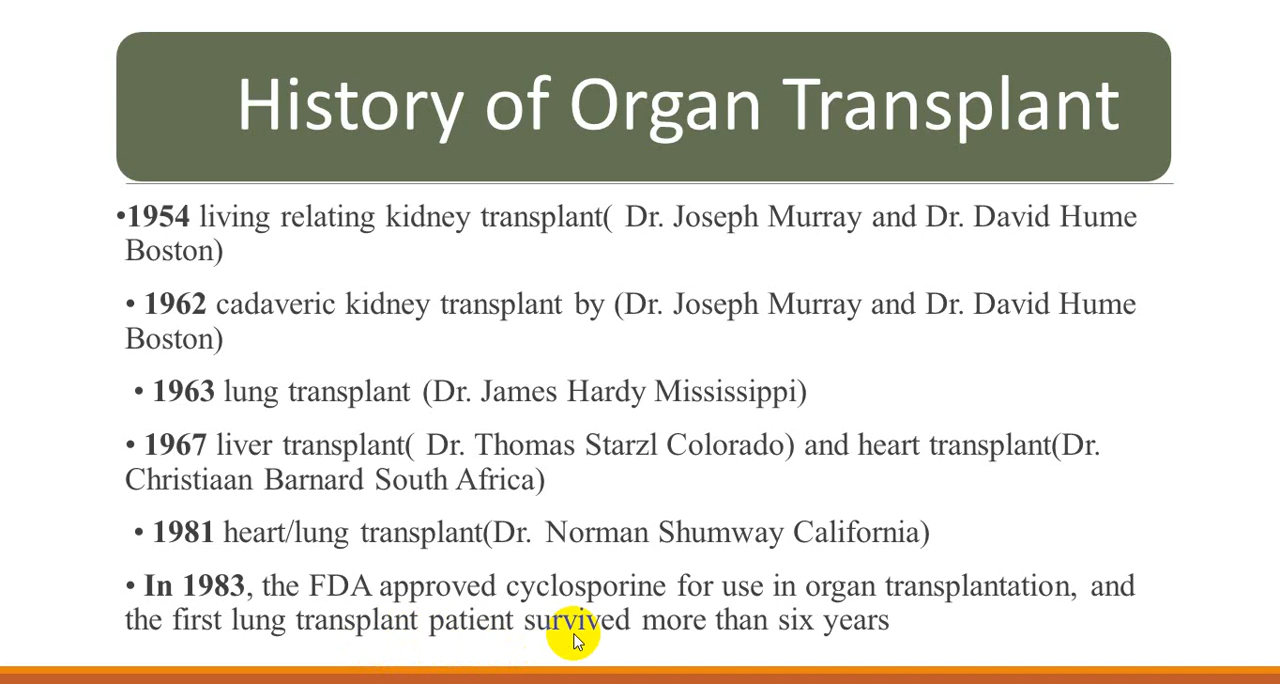 History of Organ Transplant
•1954 living relating kidney transplant( Dr. Joseph Murray and Dr. David Hume
Boston)
• 1962 cadaveric kidney transplant by (Dr. Joseph Murray and Dr. David Hume
Boston)
• 1963 lung transplant (Dr. James Hardy Mississippi)
• 1967 liver transplant( Dr. Thomas Starzl Colorado) and heart transplant(Dr.
Christiaan Barnard South Africa)
• 1981 heart/lung transplant(Dr. Norman Shumway California)
• In 1983, the FDA approved cyclosporine for use in organ transplantation, and
the first lung transplant patient survived more than six years